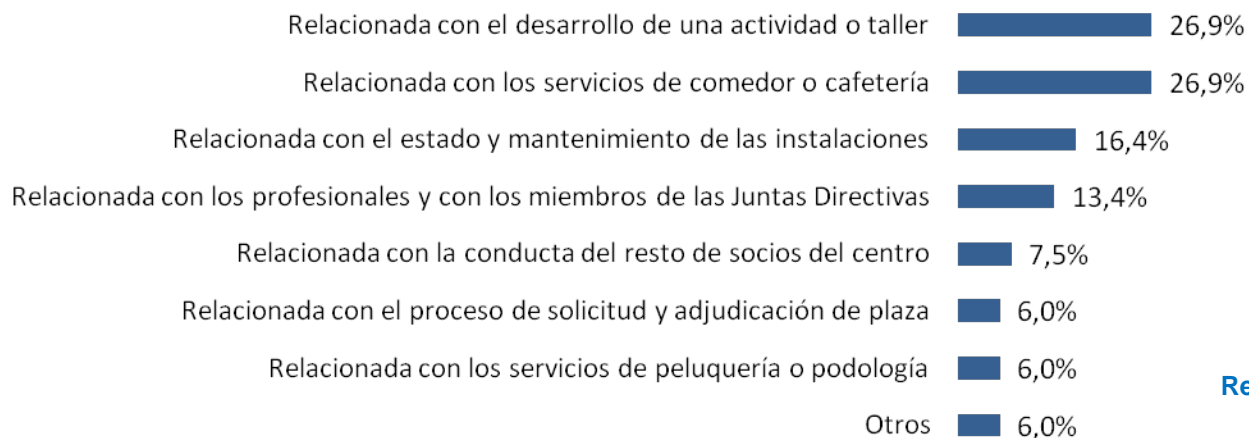 Relacionada con el desarrollo de una actividad o taller 26,9%
Relacionada con los servicios de comedor o cafetería 26,9%
Relacionada con el estado y mantenimiento de las instalaciones 16,4%
Relacionada con los profesionales y con los miembros de las Juntas Directivas 13,4%
Relacionada con la conducta del resto de socios del centro 7,5%
Relacionada con el proceso de solicitud y adjudicación de plaza 6,0%
Relacionada con los servicios de peluquería o podología 6,0%
Re
Otros 6,0%